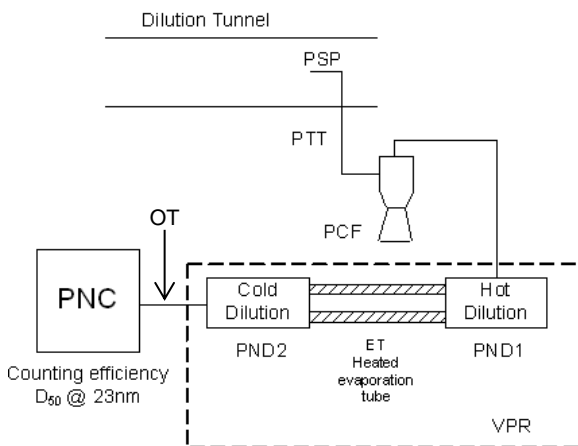 Dilution Tunnel
PSP
PTT
PCF
OT
PNC
Counting efficiency
D₅₀ @ 23nm
Cold
Dilution
PND2
ET
Heated
evaporation
tube
Hot
Dilution
PND1
VPR